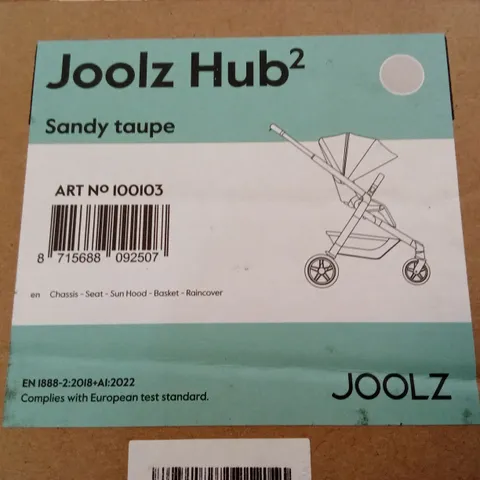 Joolz Hub²
Sandy taupe
ART Nº 100103
8 715688 092507
en Chassis - Seat - Sun Hood - Basket - Raincover
EN 1888-2:2018+A1:2022
Complies with European test standard.
JOOLZ